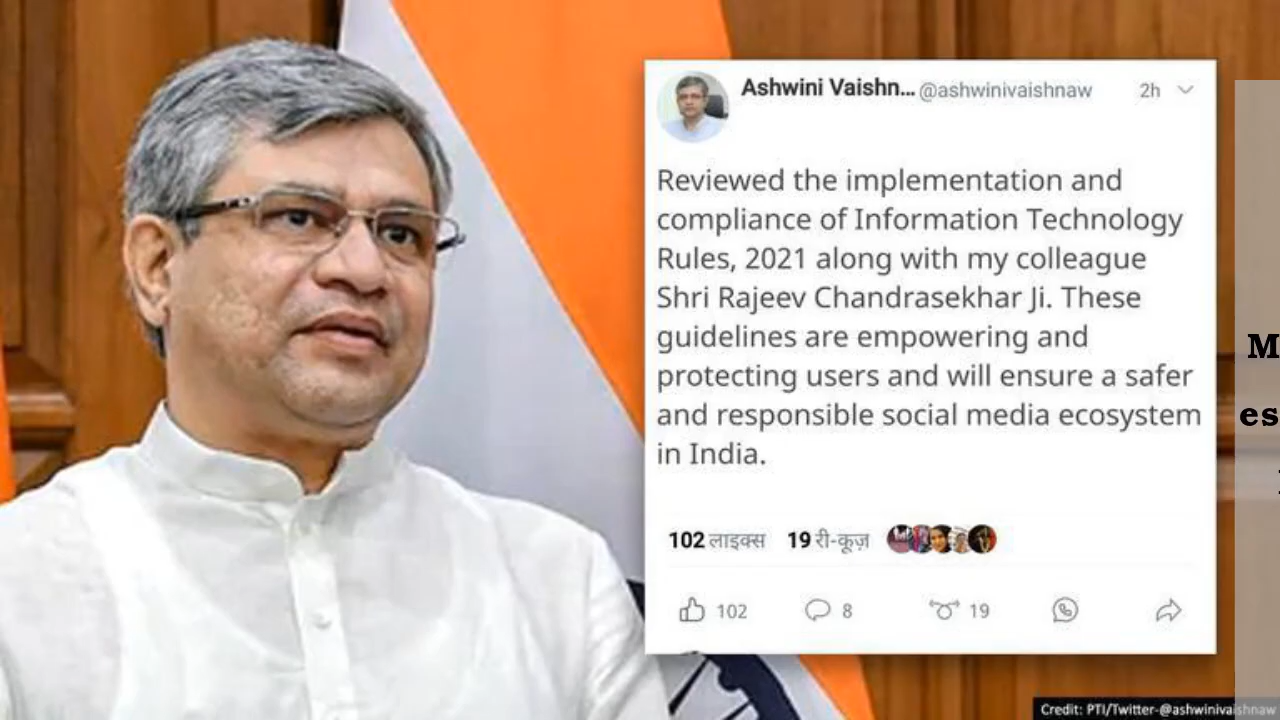 Ashwini Vaishn... @ashwinivaishnaw 2h
Reviewed the implementation and
compliance of Information Technology
Rules, 2021 along with my colleague
Shri Rajeev Chandrasekhar Ji. These
guidelines are empowering and
protecting users and will ensure a safer
and responsible social media ecosystem
in India.
102 लाइक्स 19 री-कूज़
102 8 19
M
es
Credit: PTI/Twitter-@ashwinivaishnaw